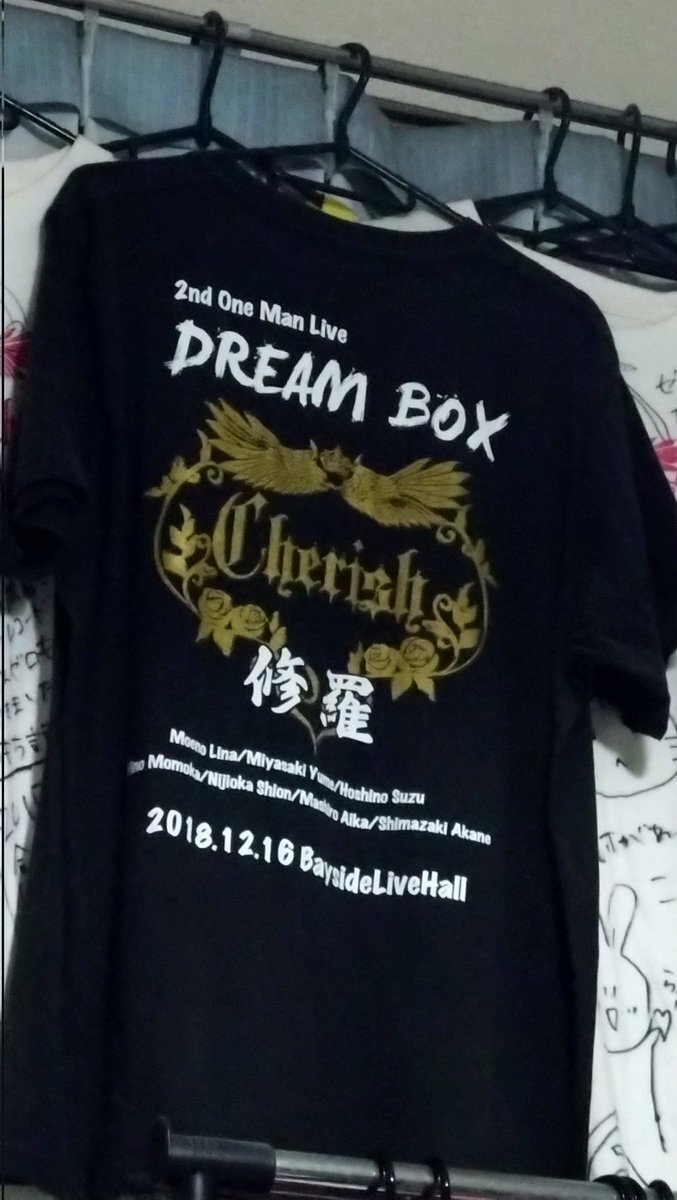 2nd One Man Live
DREAM BOX
Cherish
修羅
Moeno Lina/Miyasaki Yume/Hoshino Suzu
Momoka/Nijioka Shion/Mashiro Aika/Shimazaki Akane
2018.12.16 BaysideLiveHall